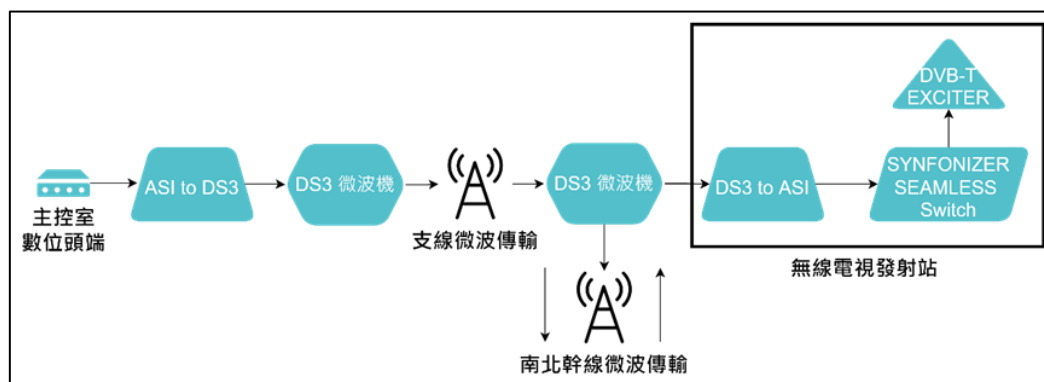 主控室
數位頭端
ASI to DS3
DS3 微波機
支線微波傳輸
DS3 微波機
南北幹線微波傳輸
DS3 to ASI
SYNFONIZER
SEAMLESS
Switch
DVB-T
EXCITER
無線電視發射站